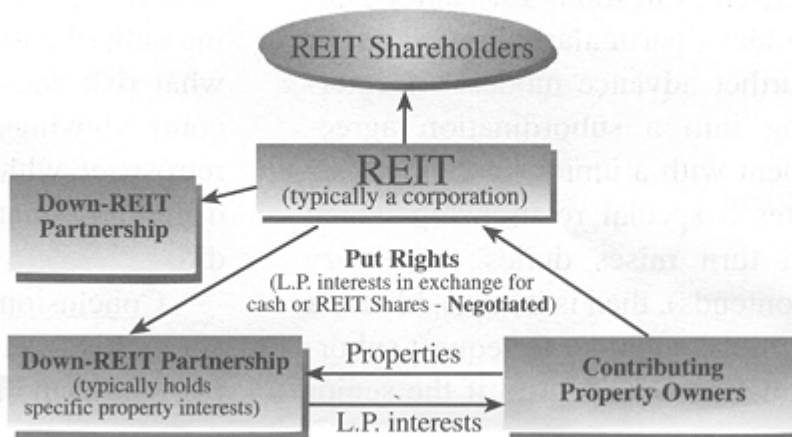 REIT Shareholders
REIT
(typically a corporation)
Down-REIT
Partnership
Put Rights
(L.P. interests in exchange for
cash or REIT Shares - Negotiated)
Down-REIT Partnership
(typically holds
specific property interests)
Properties
L.P. interests
Contributing
Property Owners